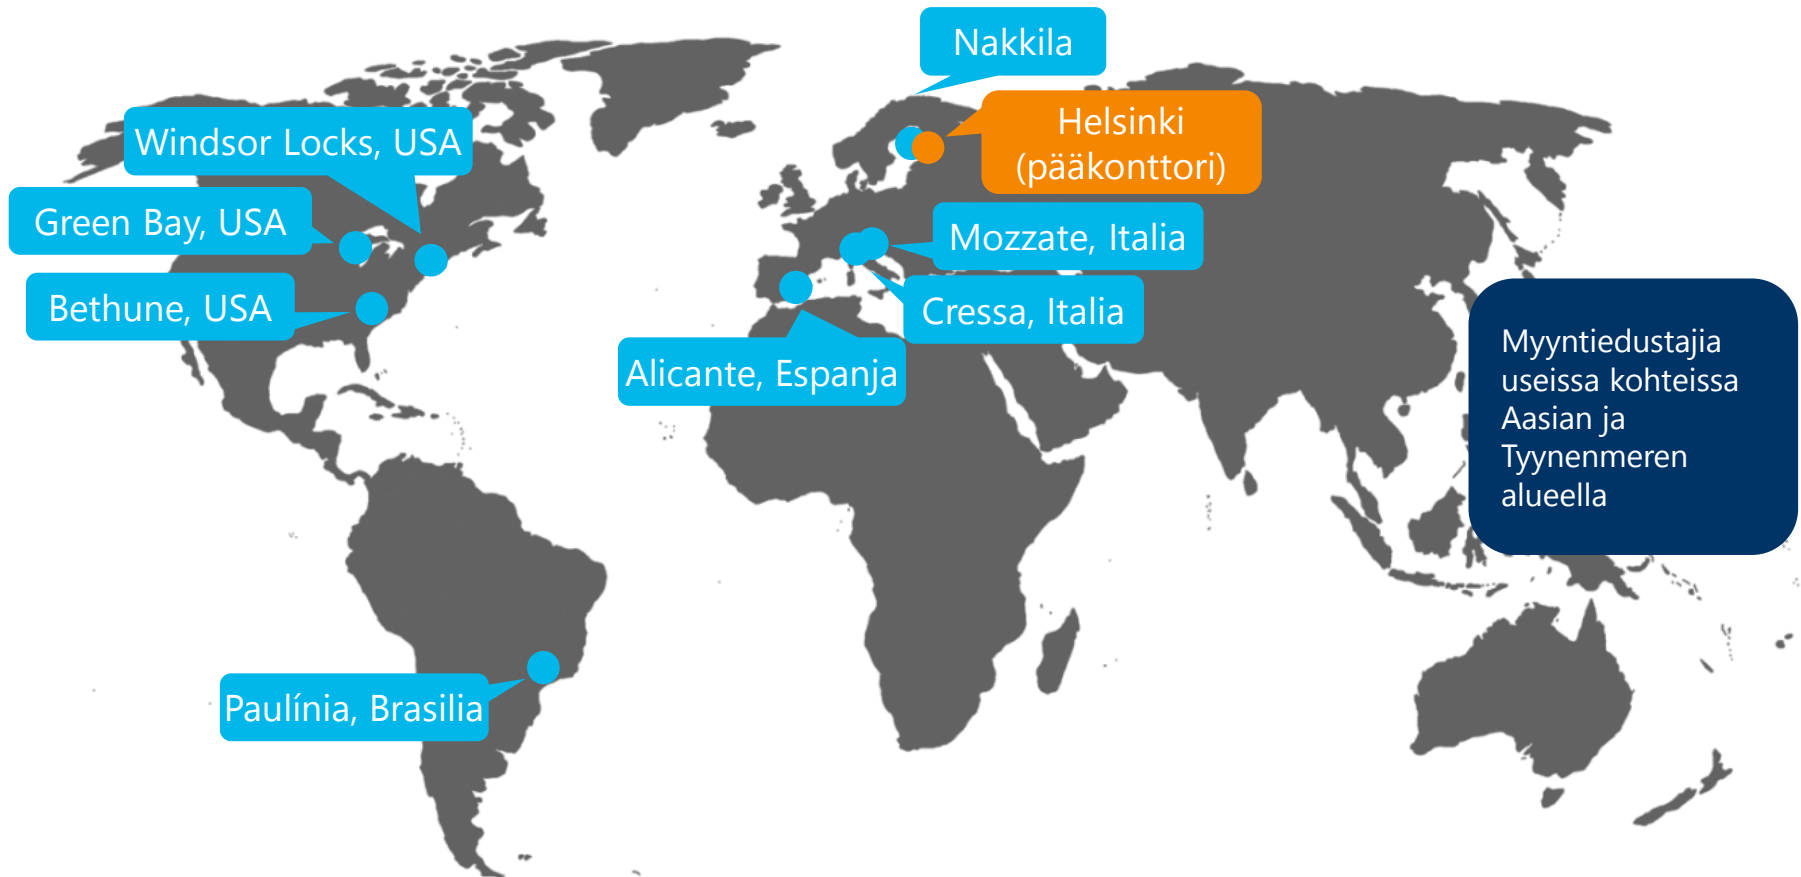 Nakkila
Helsinki
(pääkonttori)
Windsor Locks, USA
Green Bay, USA
Mozzate, Italia
Bethune, USA
Cressa, Italia
Alicante, Espanja
Myyntiedustajia
useissa kohteissa
Aasian ja
Tyynenmeren
alueella
Paulínia, Brasilia